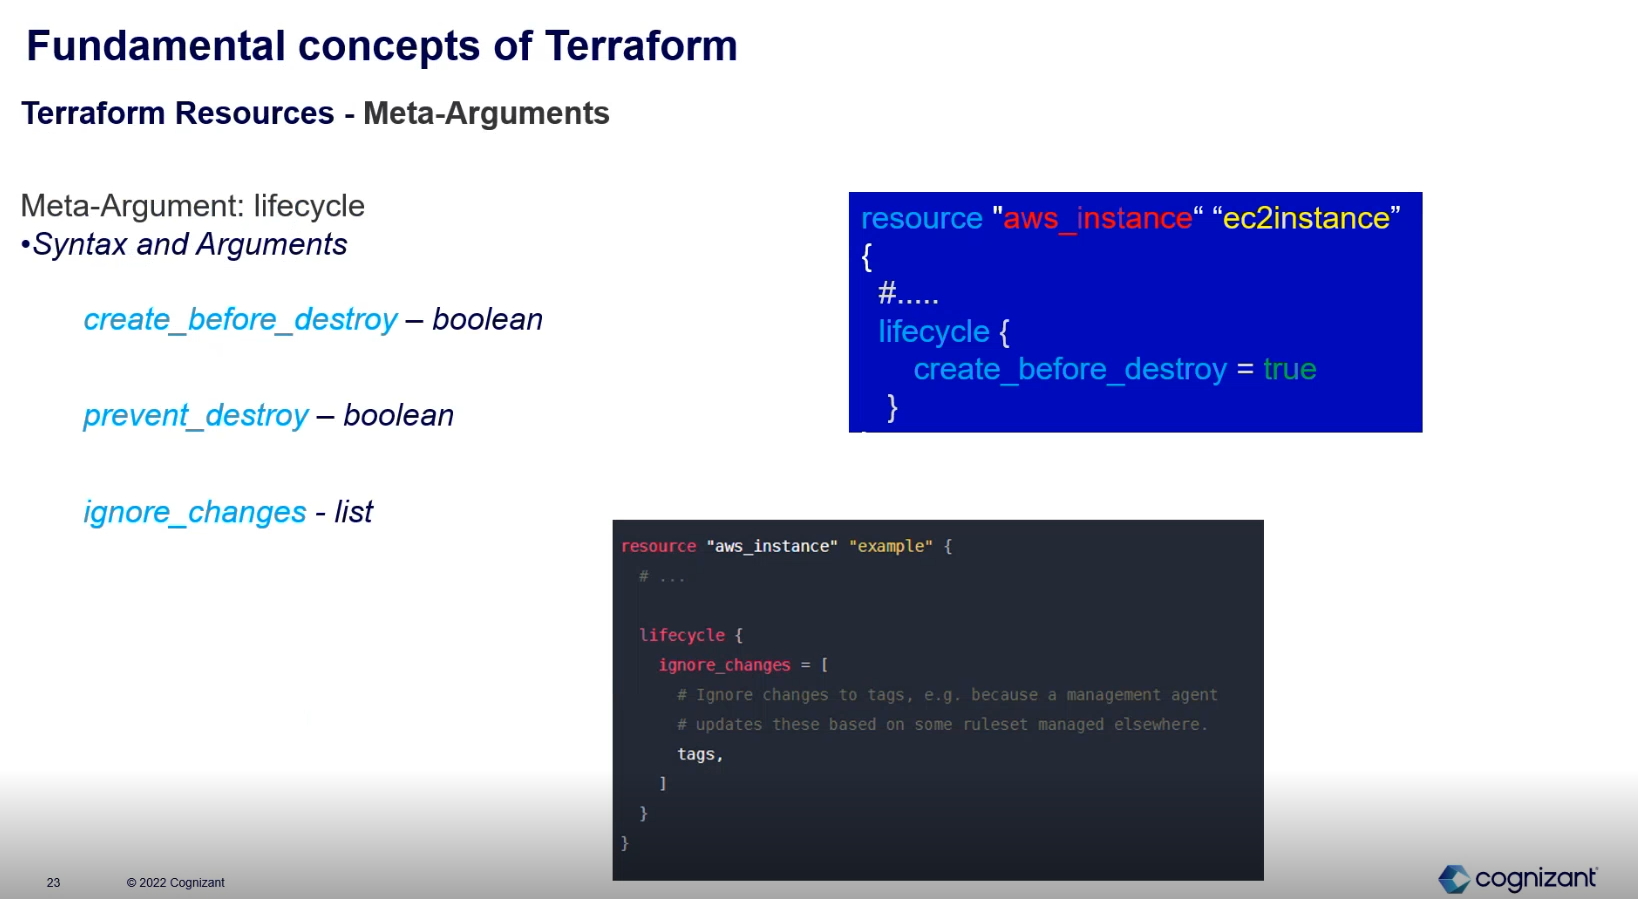 Fundamental concepts of Terraform
Terraform Resources - Meta-Arguments
Meta-Argument: lifecycle
•Syntax and Arguments
create_before_destroy – boolean
prevent_destroy – boolean
ignore_changes - list
resource "aws_instance“ “ec2instance”
{
#.....
lifecycle {
create_before_destroy = true
}
resource "aws_instance" "example" {
# ...
lifecycle {
ignore_changes = [
# Ignore changes to tags, e.g. because a management agent
# updates these based on some ruleset managed elsewhere.
tags,
]
}
}
23
© 2022 Cognizant
cognizant